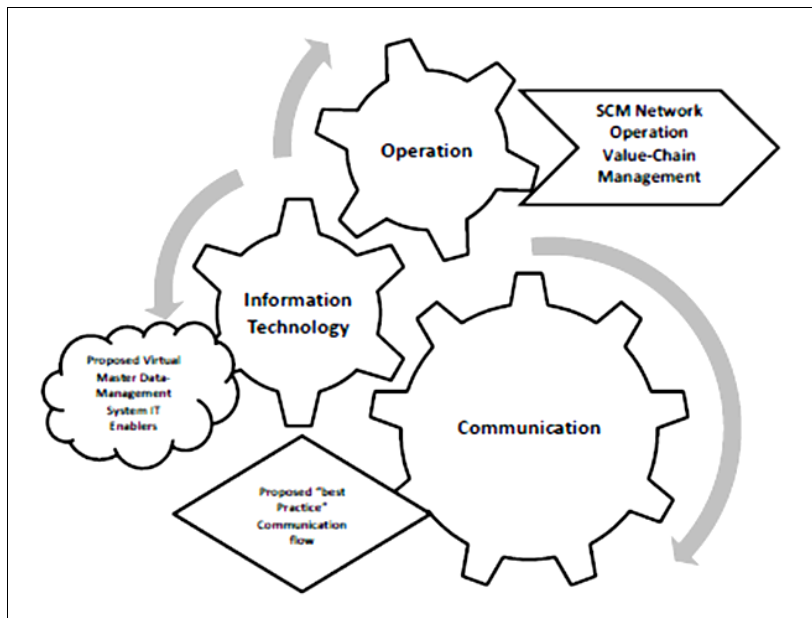 Operation
SCM Network
Operation
Value-Chain
Management
Information
Technology
Proposed Virtual
Master Data-
Management
System IT
Enablers
Communication
Proposed “best
Practice”
Communication
flow